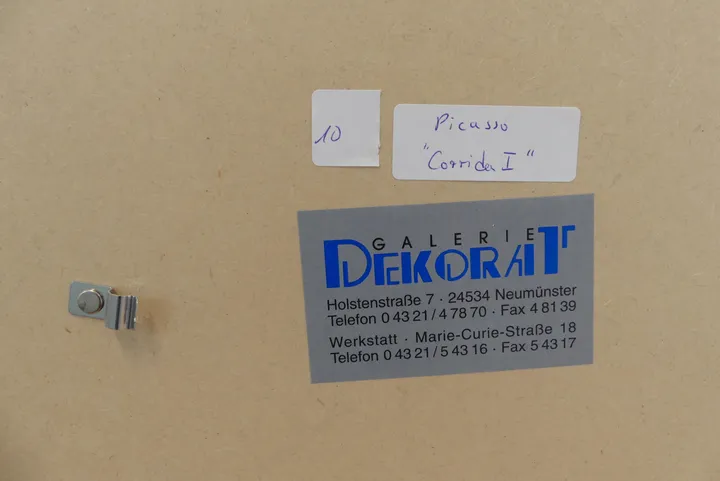 10
Picasso
"Corrida I"
GALERIE
DEKORAT
Holstenstraße 7 · 24534 Neumünster
Telefon 0 43 21 / 4 78 70 · Fax 4 81 39
Werkstatt · Marie-Curie-Straße 18
Telefon 0 43 21 / 5 43 16 · Fax 5 43 17